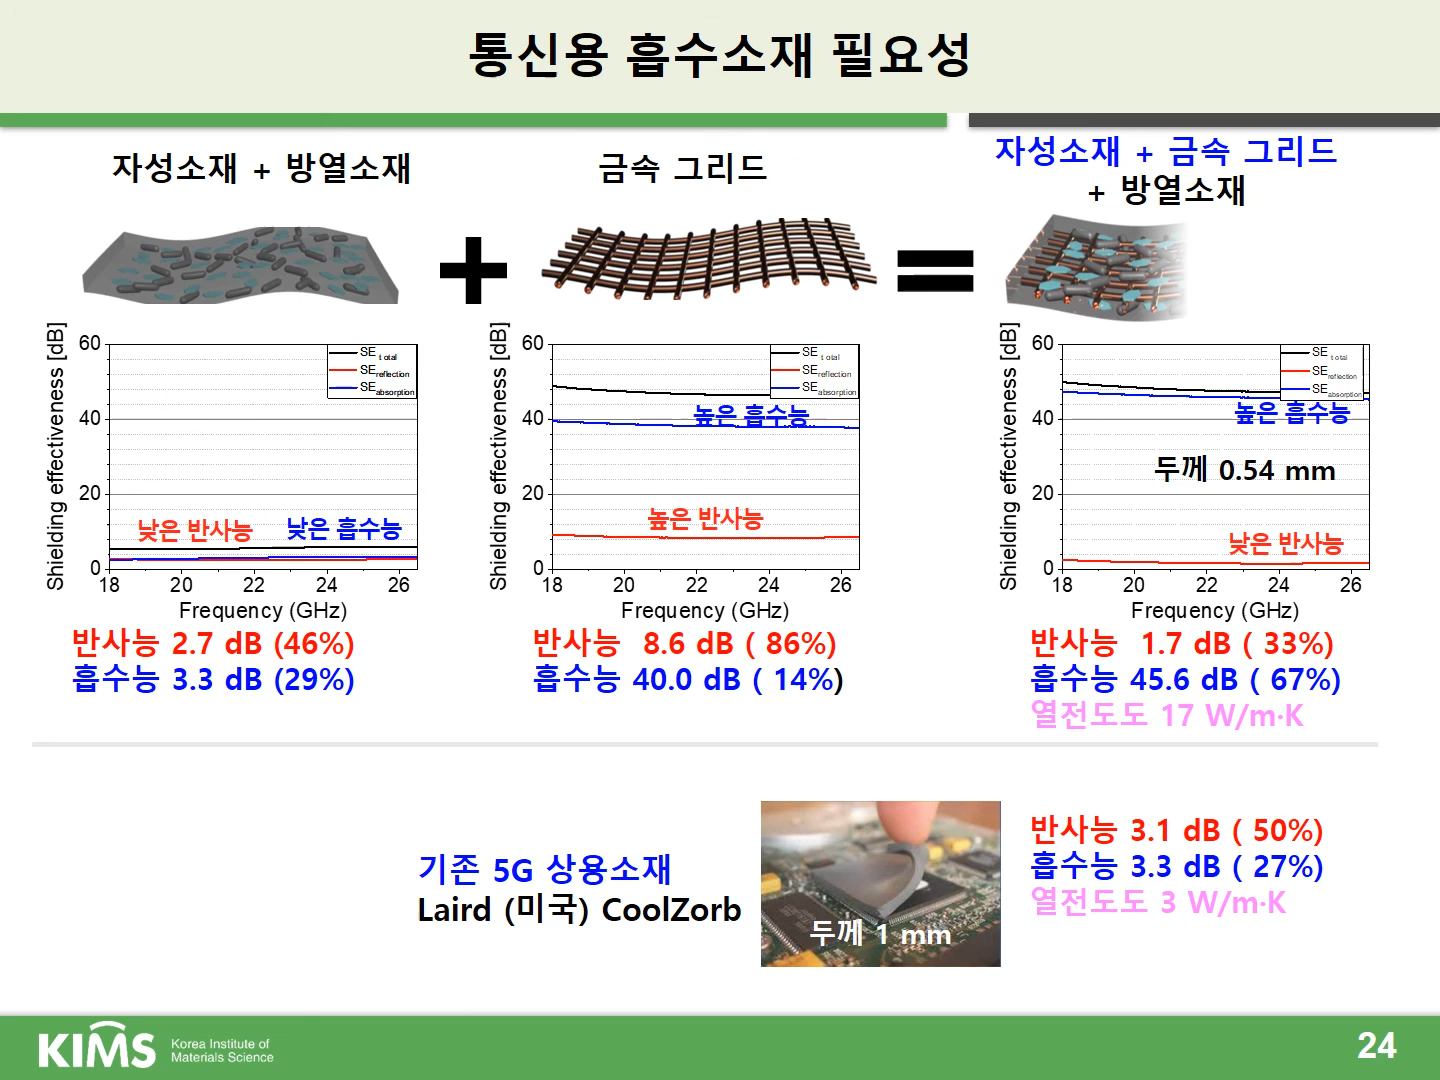 통신용 흡수소재 필요성
자성소재 + 방열소재
금속 그리드
자성소재 + 금속 그리드
+ 방열소재
Shielding effectiveness [dB]
60
40
20
0
SE total
SE reflection
SE absorption
낮은 반사능
낮은 흡수능
18 20 22 24 26
Frequency (GHz)
반사능 2.7 dB (46%)
흡수능 3.3 dB (29%)
Shielding effectiveness [dB]
60
40
20
0
SE total
SE reflection
SE absorption
높은 흡수능
높은 반사능
18 20 22 24 26
Frequency (GHz)
반사능 8.6 dB ( 86%)
흡수능 40.0 dB ( 14%)
Shielding effectiveness [dB]
60
40
20
0
SE total
SE reflection
SE absorption
높은 흡수능
두께 0.54 mm
낮은 반사능
18 20 22 24 26
Frequency (GHz)
반사능 1.7 dB ( 33%)
흡수능 45.6 dB ( 67%)
열전도도 17 W/m·K
기존 5G 상용소재
Laird (미국) CoolZorb
두께 1 mm
반사능 3.1 dB ( 50%)
흡수능 3.3 dB ( 27%)
열전도도 3 W/m·K
KIMS
Korea Institute of
Materials Science
24